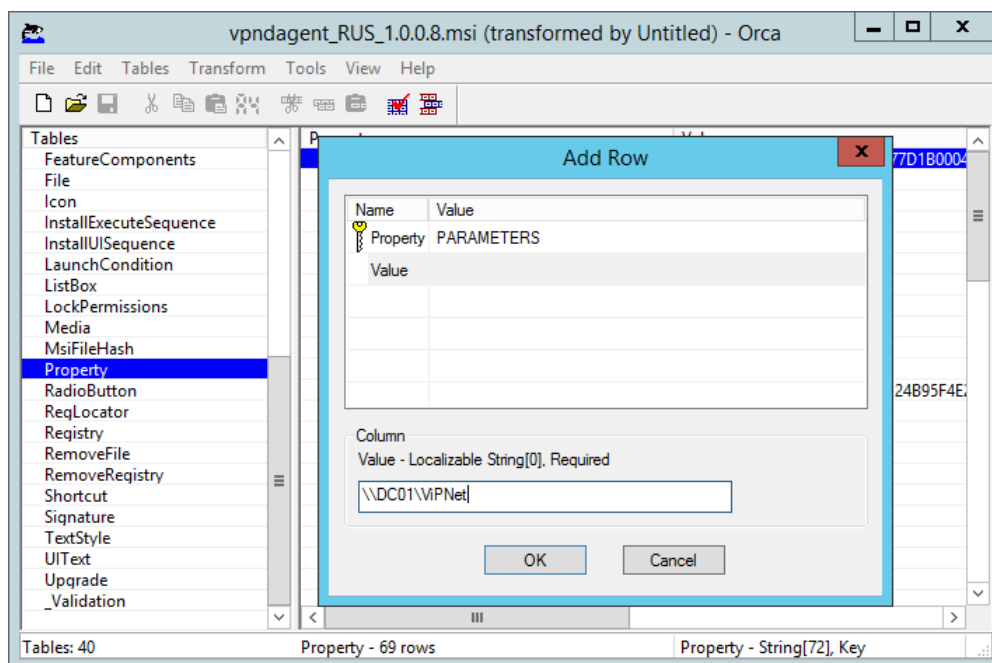 vpndagent_RUS_1.0.0.8.msi (transformed by Untitled) - Orca
File Edit Tables Transform Tools View Help
Tables
FeatureComponents
File
Icon
InstallExecuteSequence
InstallUISequence
LaunchCondition
ListBox
LockPermissions
Media
MsiFileHash
Property
RadioButton
RegLocator
Registry
RemoveFile
RemoveRegistry
Shortcut
Signature
TextStyle
UIText
Upgrade
_Validation
77D1B0004
24B95F4E
Add Row
Name Value
Property PARAMETERS
Value
Column
Value - Localizable String[0], Required
\\DC01\ViPNet
OK Cancel
Tables: 40 Property - 69 rows Property - String[72], Key